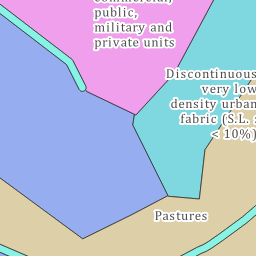 commercial,
public,
military and
private units
Discontinuous
very low
density urban
fabric (S.L. :
< 10%)
Pastures